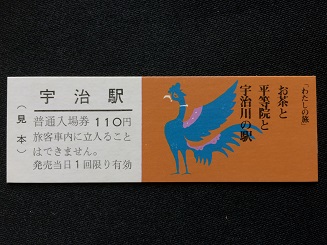 宇治駅
（見本）
普通入場券 110円
旅客車内に立入ること
はできません。
発売当日1回限り有効
「わたしの旅」
お茶と
平等院と
宇治川の駅